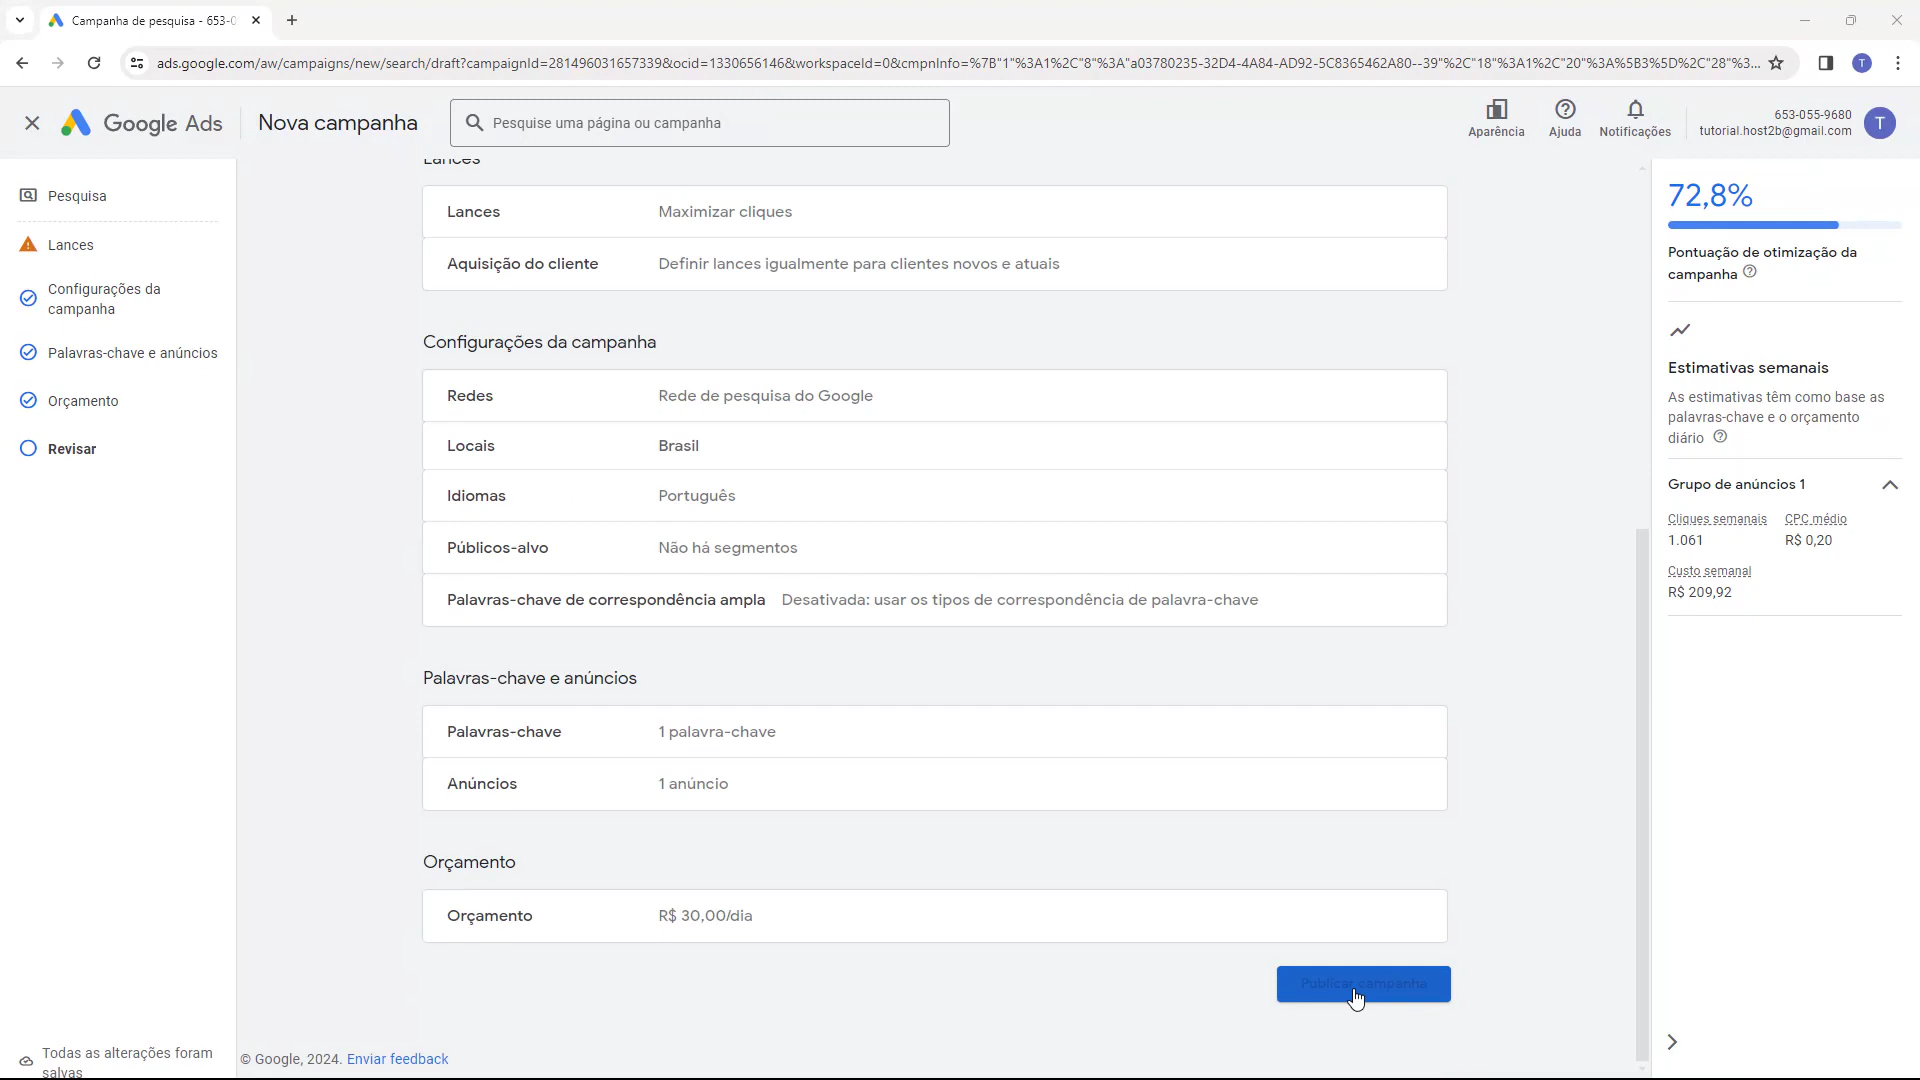 Campanha de pesquisa - 653-0
ads.google.com/aw/campaigns/new/search/draft?campaignId=281496031657339&ocid=1330656146&workspaceId=0&cmpnInfo=%7B"1"%3A1%2C"8"%3A"a03780235-32D4-4A84-AD92-5C8365462A80--39"%2C"18"%3A1%2C"20"%3A%5B3%5D%2C"28"%3...
T
Google Ads
Nova campanha
Pesquise uma página ou campanha
Aparência
Ajuda
Notificações
653-055-9680
tutorial.host2b@gmail.com
T
Pesquisa
Lances
Configurações da
campanha
Palavras-chave e anúncios
Orçamento
Revisar
Todas as alterações foram
salvas
Lances
Lances Maximizar cliques
Aquisição do cliente Definir lances igualmente para clientes novos e atuais
Configurações da campanha
Redes Rede de pesquisa do Google
Locais Brasil
Idiomas Português
Públicos-alvo Não há segmentos
Palavras-chave de correspondência ampla Desativada: usar os tipos de correspondência de palavra-chave
Palavras-chave e anúncios
Palavras-chave 1 palavra-chave
Anúncios 1 anúncio
Orçamento
Orçamento R$ 30,00/dia
Publicar campanha
© Google, 2024. Enviar feedback
72,8%
Pontuação de otimização da
campanha
Estimativas semanais
As estimativas têm como base as
palavras-chave e o orçamento
diário
Grupo de anúncios 1
Cliques semanais CPC médio
1.061 R$ 0,20
Custo semanal
R$ 209,92